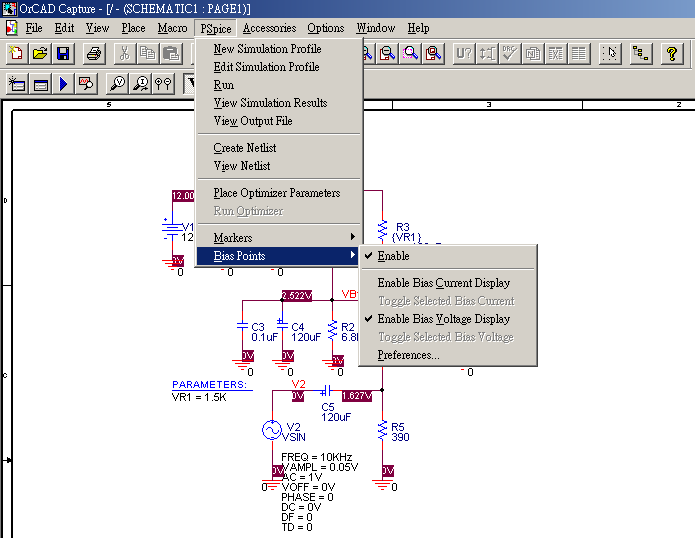 OrCAD Capture - [/ - (SCHEMATIC1 : PAGE1)]
File Edit View Place Macro PSpice Accessories Options Window Help
U?
DRC
New Simulation Profile
Edit Simulation Profile
Run
View Simulation Results
View Output File
Create Netlist
View Netlist
Place Optimizer Parameters
Run Optimizer
Markers
Bias Points
Enable
Enable Bias Current Display
Toggle Selected Bias Current
Enable Bias Voltage Display
Toggle Selected Bias Voltage
Preferences...
V I
5 3 2
D
C
12.00
V1
12
0V
0 0 0
R3
{VR1}
2.522V
VB
C3
0.1uF
C4
120uF
R2
6.8
0V 0V 0V
0 0 0 0
PARAMETERS:
VR1 = 1.5K
V2
0V
1.627V
C5
120uF
V2
VSIN
R5
390
0V 0V
0 0
FREQ = 10KHz
VAMPL = 0.05V
AC = 1V
VOFF = 0V
PHASE = 0
DC = 0V
DF = 0
TD = 0